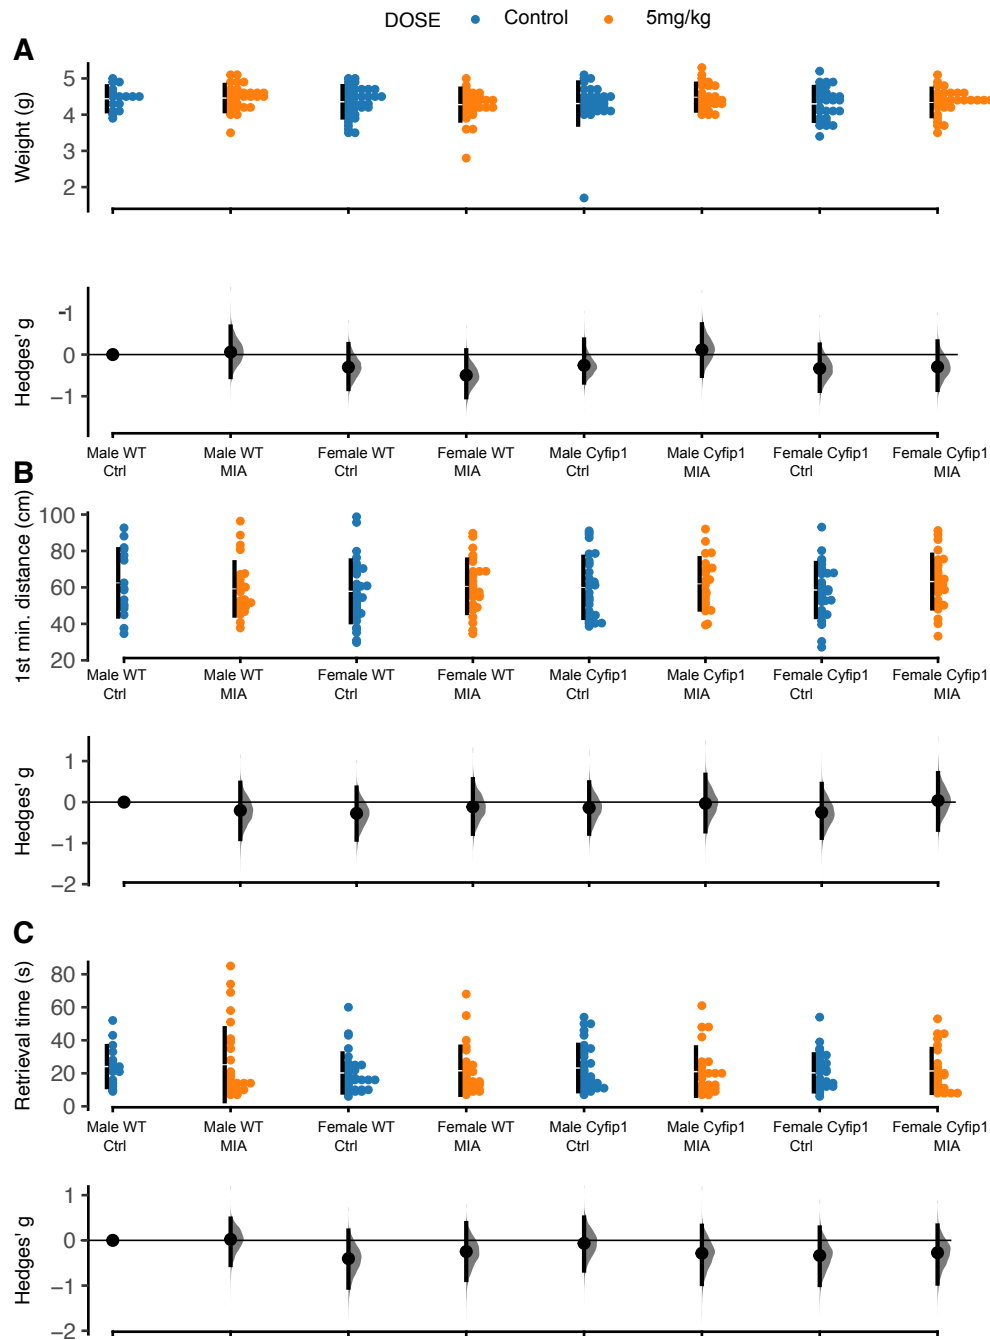 DOSE Control 5mg/kg
A
Weight (g)
5
4
3
2
Hedges' g
-1
0
−1
Male WT Ctrl
Male WT MIA
Female WT Ctrl
Female WT MIA
Male Cyfip1 Ctrl
Male Cyfip1 MIA
Female Cyfip1 Ctrl
Female Cyfip1 MIA
B
1st min. distance (cm)
100
80
60
40
20
Male WT Ctrl
Male WT MIA
Female WT Ctrl
Female WT MIA
Male Cyfip1 Ctrl
Male Cyfip1 MIA
Female Cyfip1 Ctrl
Female Cyfip1 MIA
Hedges' g
1
0
−1
−2
C
Retrieval time (s)
80
60
40
20
0
Male WT Ctrl
Male WT MIA
Female WT Ctrl
Female WT MIA
Male Cyfip1 Ctrl
Male Cyfip1 MIA
Female Cyfip1 Ctrl
Female Cyfip1 MIA
Hedges' g
1
0
−1
−2